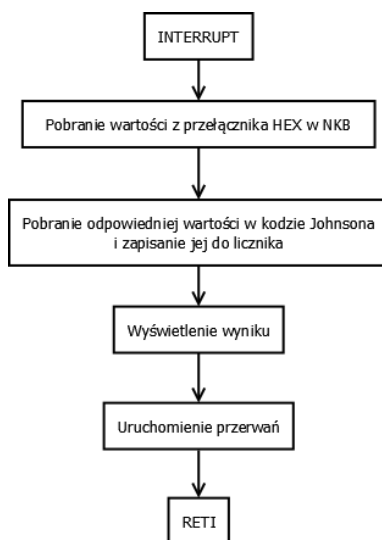 INTERRUPT
Pobranie wartości z przełącznika HEX w NKB
Pobranie odpowiedniej wartości w kodzie Johnsona
i zapisanie jej do licznika
Wyświetlenie wyniku
Uruchomienie przerwań
RETI